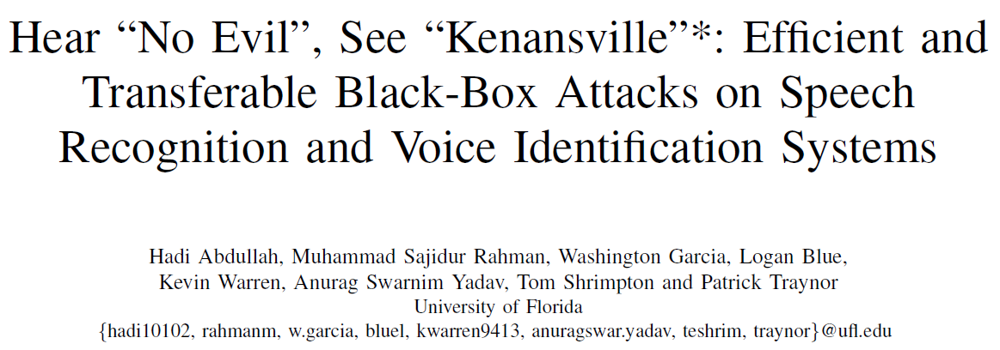 Hear “No Evil”, See “Kenansville”*: Efficient and
Transferable Black-Box Attacks on Speech
Recognition and Voice Identification Systems
Hadi Abdullah, Muhammad Sajidur Rahman, Washington Garcia, Logan Blue,
Kevin Warren, Anurag Swarnim Yadav, Tom Shrimpton and Patrick Traynor
University of Florida
{hadi10102, rahmanm, w.garcia, bluel, kwarren9413, anuragswar.yadav, teshrim, traynor}@ufl.edu